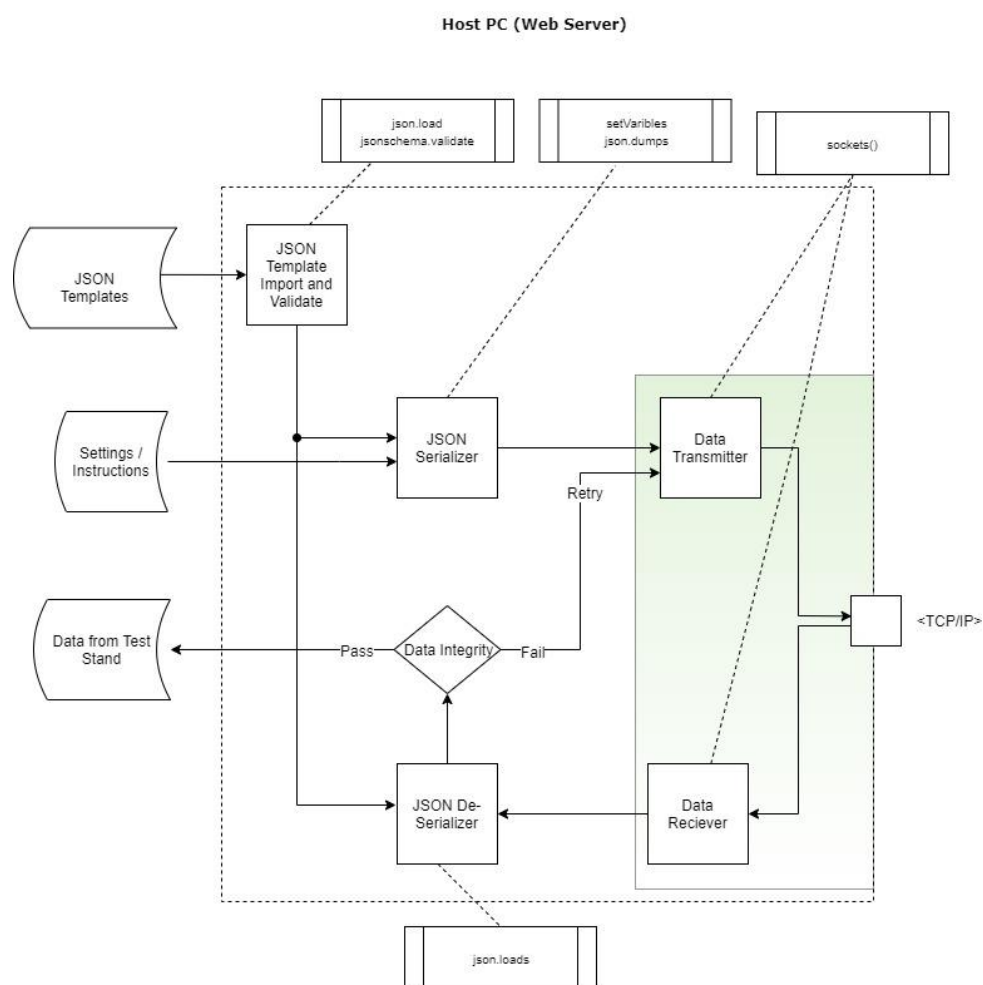 Host PC (Web Server)
json.load
jsonschema.validate
setVaribles
json.dumps
sockets()
JSON
Template
Import and
Validate
JSON
Templates
Settings /
Instructions
JSON
Serializer
Data
Transmitter
Retry
Data from Test
Stand
Pass
Data Integrity
Fail
<TCP/IP>
JSON De-
Serializer
Data
Reciever
json.loads